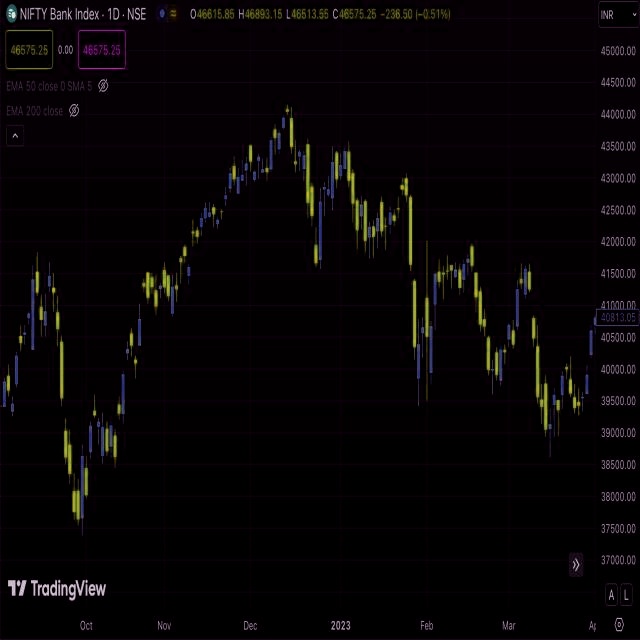 NIFTY Bank Index · 1D · NSE O46615.85 H46893.15 L46513.55 C46575.25 −236.50 (−0.51%) INR
46575.25 0.00 46575.25
EMA 50 close 0 SMA 5
EMA 200 close
45000.00
44500.00
44000.00
43500.00
43000.00
42500.00
42000.00
41500.00
41000.00
40813.05
40500.00
40000.00
39500.00
39000.00
38500.00
38000.00
37500.00
37000.00
TradingView
A L
Oct Nov Dec 2023 Feb Mar Ap